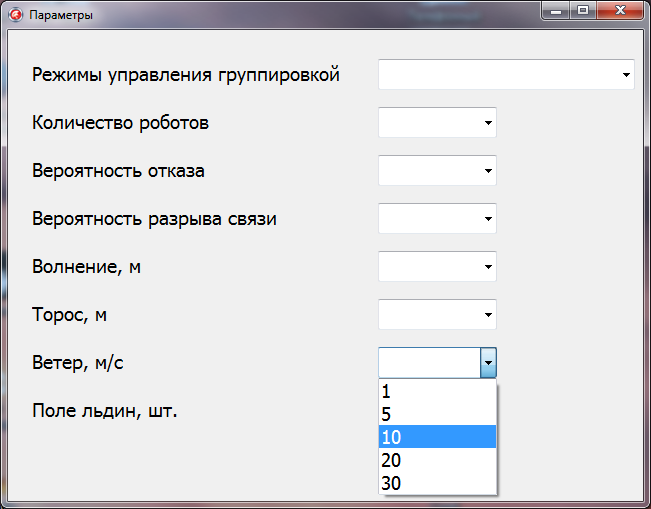 Параметры
Режимы управления группировкой
Количество роботов
Вероятность отказа
Вероятность разрыва связи
Волнение, м
Торос, м
Ветер, м/с
1
5
Поле льдин, шт.
10
20
30